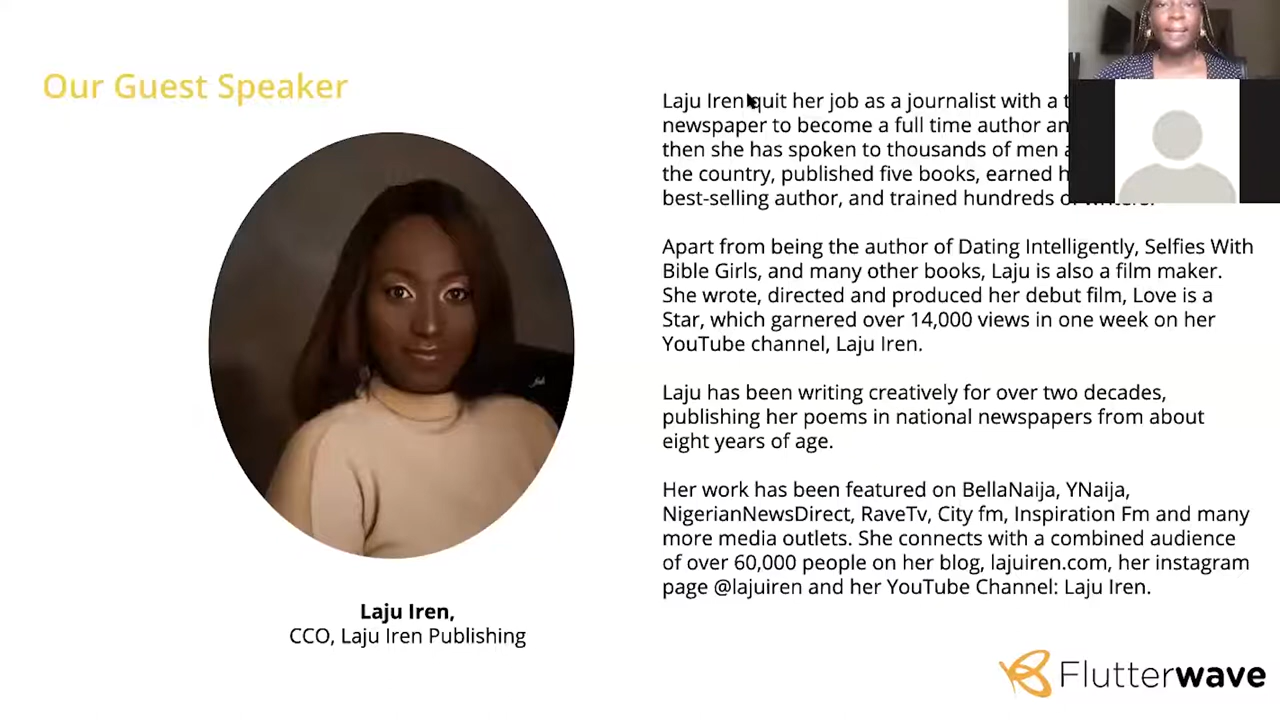 Our Guest Speaker
Laju Iren quit her job as a journalist with a
newspaper to become a full time author
then she has spoken to thousands of men
the country, published five books, earned
best-selling author, and trained hundreds
Apart from being the author of Dating Intelligently, Selfies With
Bible Girls, and many other books, Laju is also a film maker.
She wrote, directed and produced her debut film, Love is a
Star, which garnered over 14,000 views in one week on her
YouTube channel, Laju Iren.
Laju has been writing creatively for over two decades,
publishing her poems in national newspapers from about
eight years of age.
Her work has been featured on BellaNaija, YNaija,
NigerianNewsDirect, RaveTv, City fm, Inspiration Fm and many
more media outlets. She connects with a combined audience
of over 60,000 people on her blog, lajuiren.com, her instagram
page @lajuiren and her YouTube Channel: Laju Iren.
Laju Iren,
CCO, Laju Iren Publishing
Flutterwave